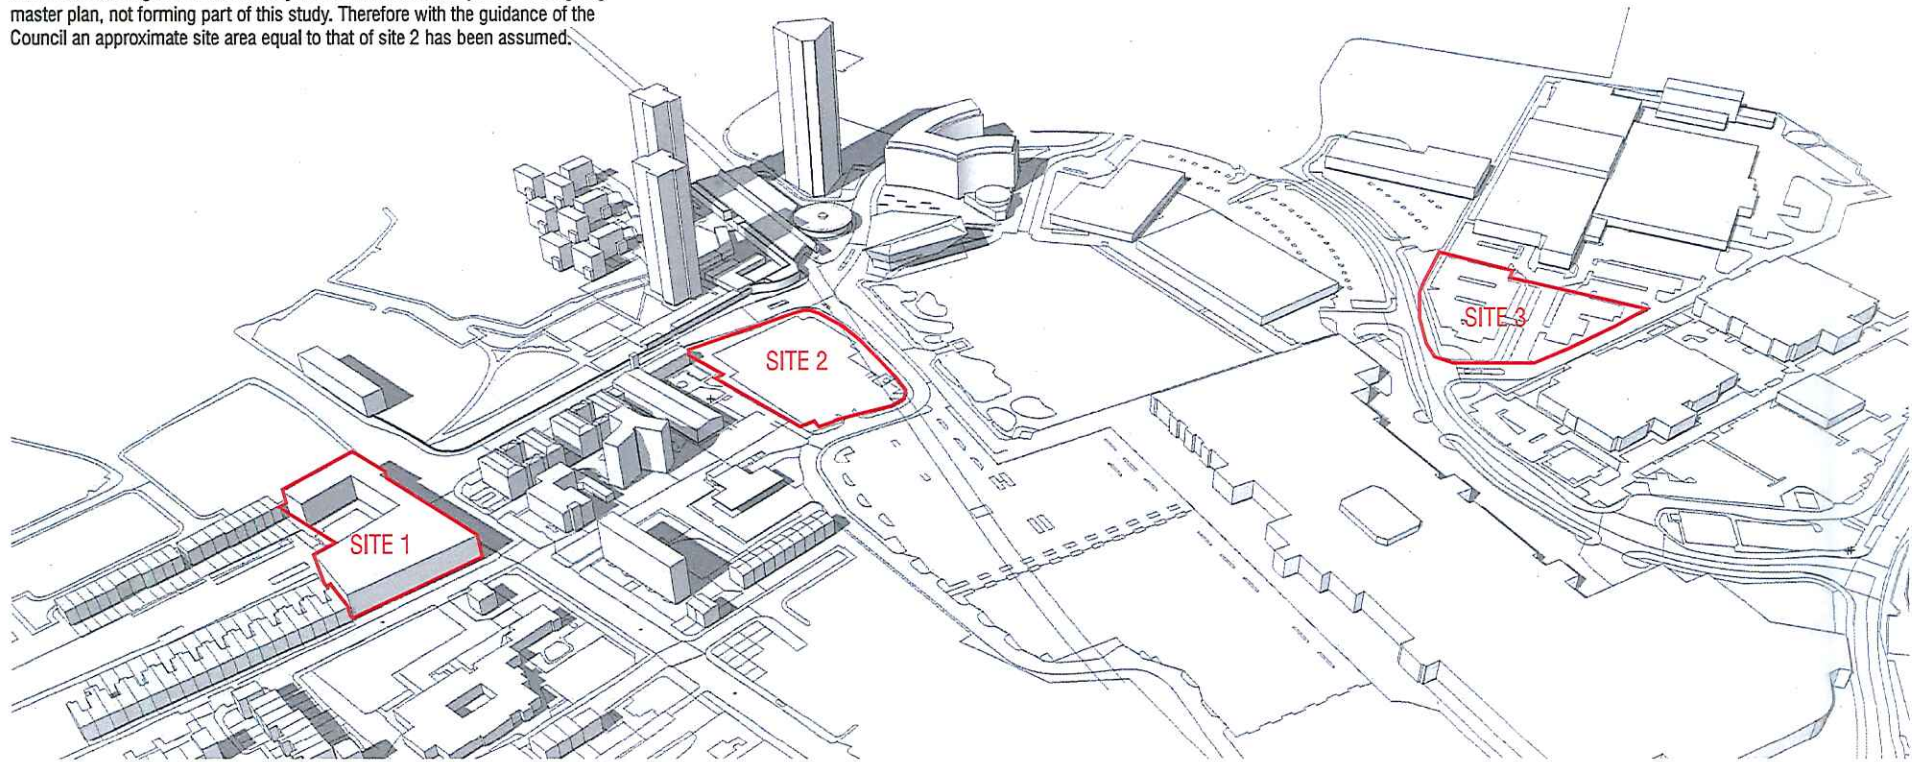 master plan, not forming part of this study. Therefore with the guidance of the
Council an approximate site area equal to that of site 2 has been assumed.
SITE 3
SITE 2
SITE 1